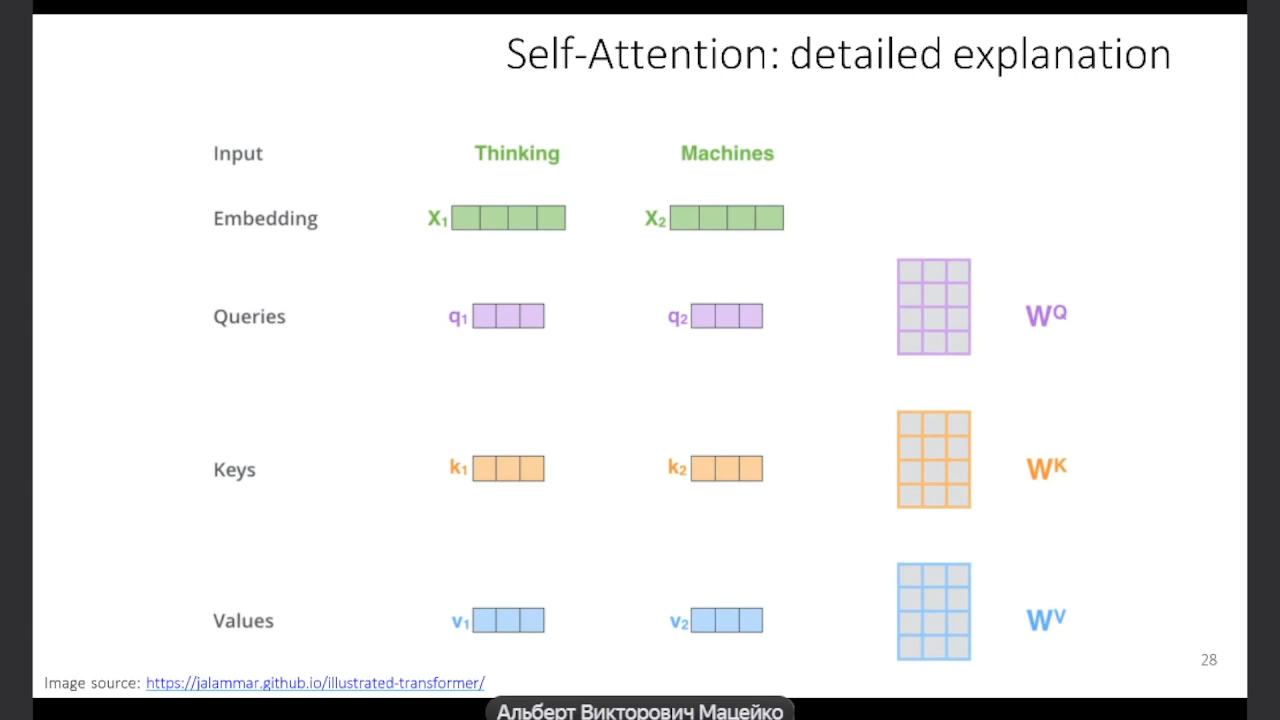 Self-Attention: detailed explanation
Input Thinking Machines
Embedding X1 X2
Queries q1 q2 WQ
Keys k1 k2 WK
Values v1 v2 WV
28
Image source: https://jalammar.github.io/illustrated-transformer/
Альберт Викторович Мацейко